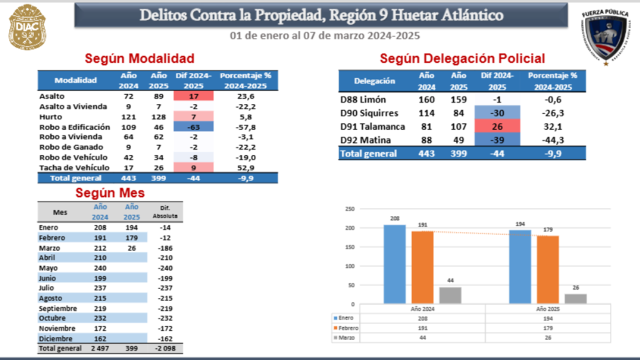 DIAC
Delitos Contra la Propiedad, Región 9 Huetar Atlántico
01 de enero al 07 de marzo 2024-2025
FUERZA PÚBLICA
Según Modalidad
Modalidad Año 2024 Año 2025 Dif 2024-2025 Porcentaje % 2024-2025
Asalto 72 89 17 23,6
Asalto a Vivienda 9 7 -2 -22,2
Hurto 121 128 7 5,8
Robo a Edificación 109 46 -63 -57,8
Robo a Vivienda 64 62 -2 -3,1
Robo de Ganado 9 7 -2 -22,2
Robo de Vehículo 42 34 -8 -19,0
Tacha de Vehículo 17 26 9 52,9
Total general 443 399 -44 -9,9
Según Delegación Policial
Delegación Año 2024 Año 2025 Dif 2024-2025 Porcentaje % 2024-2025
D88 Limón 160 159 -1 -0,6
D90 Siquirres 114 84 -30 -26,3
D91 Talamanca 81 107 26 32,1
D92 Matina 88 49 -39 -44,3
Total general 443 399 -44 -9,9
Según Mes
Mes Año 2024 Año 2025 Dif. Absoluta
Enero 208 194 -14
Febrero 191 179 -12
Marzo 212 26 -186
Abril 210 -210
Mayo 240 -240
Junio 199 -199
Julio 237 -237
Agosto 215 -215
Septiembre 219 -219
Octubre 232 -232
Noviembre 172 -172
Diciembre 162 -162
Total general 2 497 399 -2 098
250
200
150
100
50
0
208
191
44
194
179
26
Año 2024 Año 2025
Enero 208 194
Febrero 191 179
Marzo 44 26